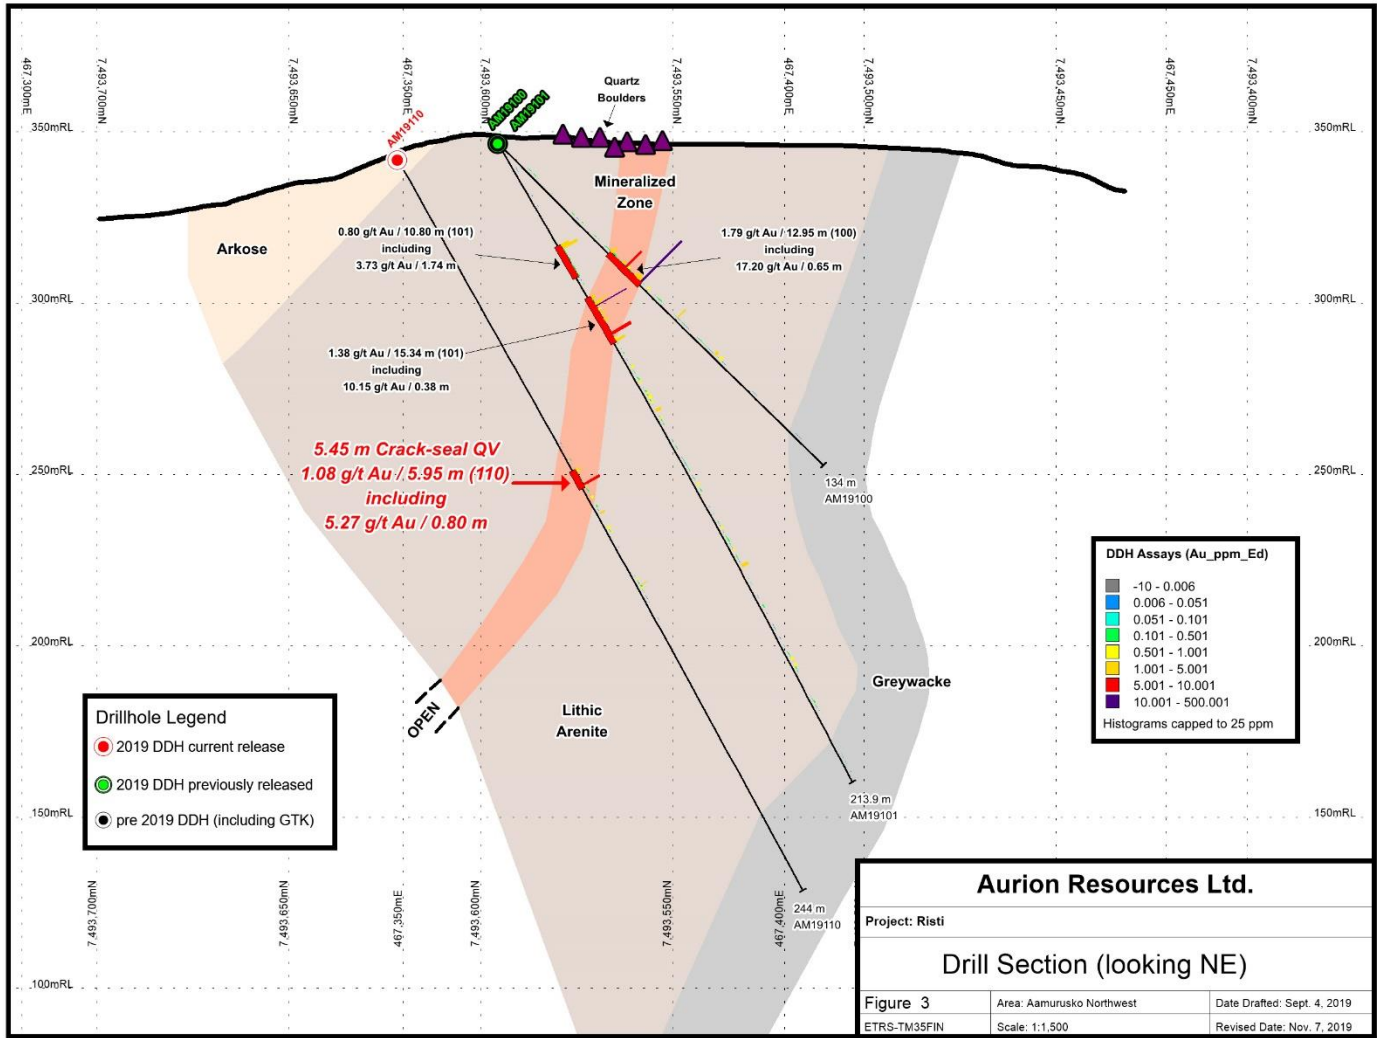 467,300mE
7,493,700mN
7,493,650mN
467,350mE
7,493,600mN
7,493,550mN
467,400mE
7,493,500mN
7,493,450mN
467,450mE
7,493,400mN
AM19110
AM19100
AM19101
Quartz
Boulders
350mRL
350mRL
Mineralized
Zone
Arkose
0.80 g/t Au / 10.80 m (101)
including
3.73 g/t Au / 1.74 m
1.79 g/t Au / 12.95 m (100)
including
17.20 g/t Au / 0.65 m
300mRL
300mRL
1.38 g/t Au / 15.34 m (101)
including
10.15 g/t Au / 0.38 m
5.45 m Crack-seal QV
1.08 g/t Au / 5.95 m (110)
including
5.27 g/t Au / 0.80 m
250mRL
250mRL
134 m
AM19100
DDH Assays (Au_ppm_Ed)
-10 - 0.006
0.006 - 0.051
0.051 - 0.101
0.101 - 0.501
0.501 - 1.001
1.001 - 5.001
5.001 - 10.001
10.001 - 500.001
Histograms capped to 25 ppm
200mRL
200mRL
Greywacke
OPEN
Lithic
Arenite
Drillhole Legend
2019 DDH current release
2019 DDH previously released
pre 2019 DDH (including GTK)
150mRL
150mRL
213.9 m
AM19101
244 m
AM19110
7,493,700mN
7,493,650mN
467,350mE
7,493,600mN
7,493,550mN
467,400mE
100mRL
Aurion Resources Ltd.
Project: Risti
Drill Section (looking NE)
Figure 3
Area: Aamurusko Northwest
Date Drafted: Sept. 4, 2019
ETRS-TM35FIN
Scale: 1:1,500
Revised Date: Nov. 7, 2019